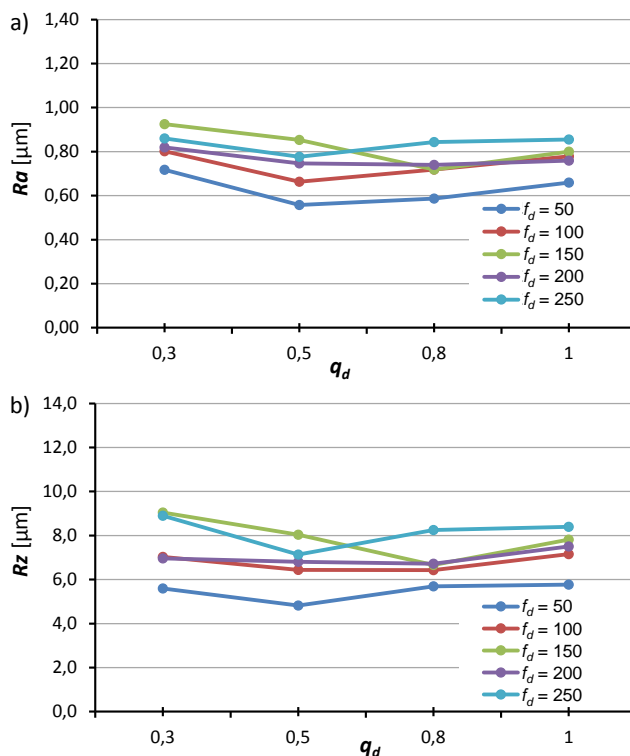 a)
1,40
1,20
1,00
0,80
0,60
0,40
0,20
0,00
Ra [µm]
f_d = 50
f_d = 100
f_d = 150
f_d = 200
f_d = 250
0,3 0,5 0,8 1
q_d
b)
14,0
12,0
10,0
8,0
6,0
4,0
2,0
0,0
Rz [µm]
f_d = 50
f_d = 100
f_d = 150
f_d = 200
f_d = 250
0,3 0,5 0,8 1
q_d